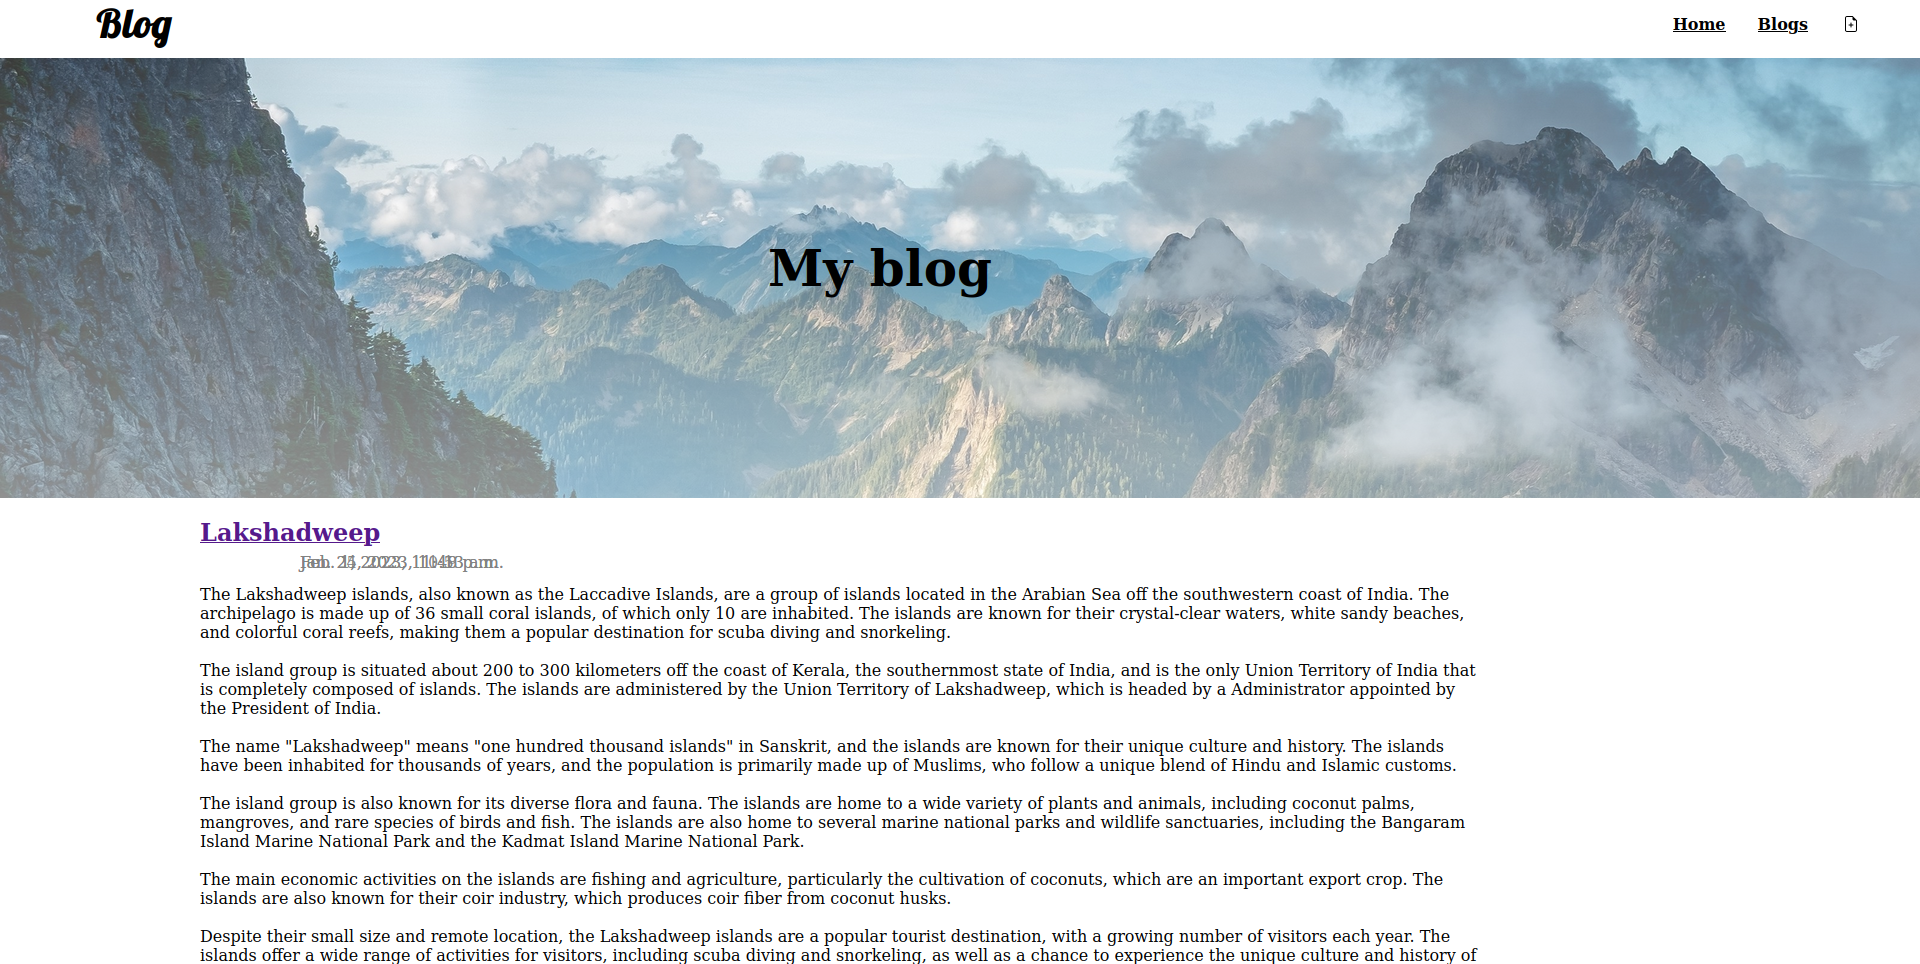 Blog
Home Blogs
My blog
Lakshadweep
The Lakshadweep islands, also known as the Laccadive Islands, are a group of islands located in the Arabian Sea off the southwestern coast of India. The
archipelago is made up of 36 small coral islands, of which only 10 are inhabited. The islands are known for their crystal-clear waters, white sandy beaches,
and colorful coral reefs, making them a popular destination for scuba diving and snorkeling.
The island group is situated about 200 to 300 kilometers off the coast of Kerala, the southernmost state of India, and is the only Union Territory of India that
is completely composed of islands. The islands are administered by the Union Territory of Lakshadweep, which is headed by a Administrator appointed by
the President of India.
The name "Lakshadweep" means "one hundred thousand islands" in Sanskrit, and the islands are known for their unique culture and history. The islands
have been inhabited for thousands of years, and the population is primarily made up of Muslims, who follow a unique blend of Hindu and Islamic customs.
The island group is also known for its diverse flora and fauna. The islands are home to a wide variety of plants and animals, including coconut palms,
mangroves, and rare species of birds and fish. The islands are also home to several marine national parks and wildlife sanctuaries, including the Bangaram
Island Marine National Park and the Kadmat Island Marine National Park.
The main economic activities on the islands are fishing and agriculture, particularly the cultivation of coconuts, which are an important export crop. The
islands are also known for their coir industry, which produces coir fiber from coconut husks.
Despite their small size and remote location, the Lakshadweep islands are a popular tourist destination, with a growing number of visitors each year. The
islands offer a wide range of activities for visitors, including scuba diving and snorkeling, as well as a chance to experience the unique culture and history of